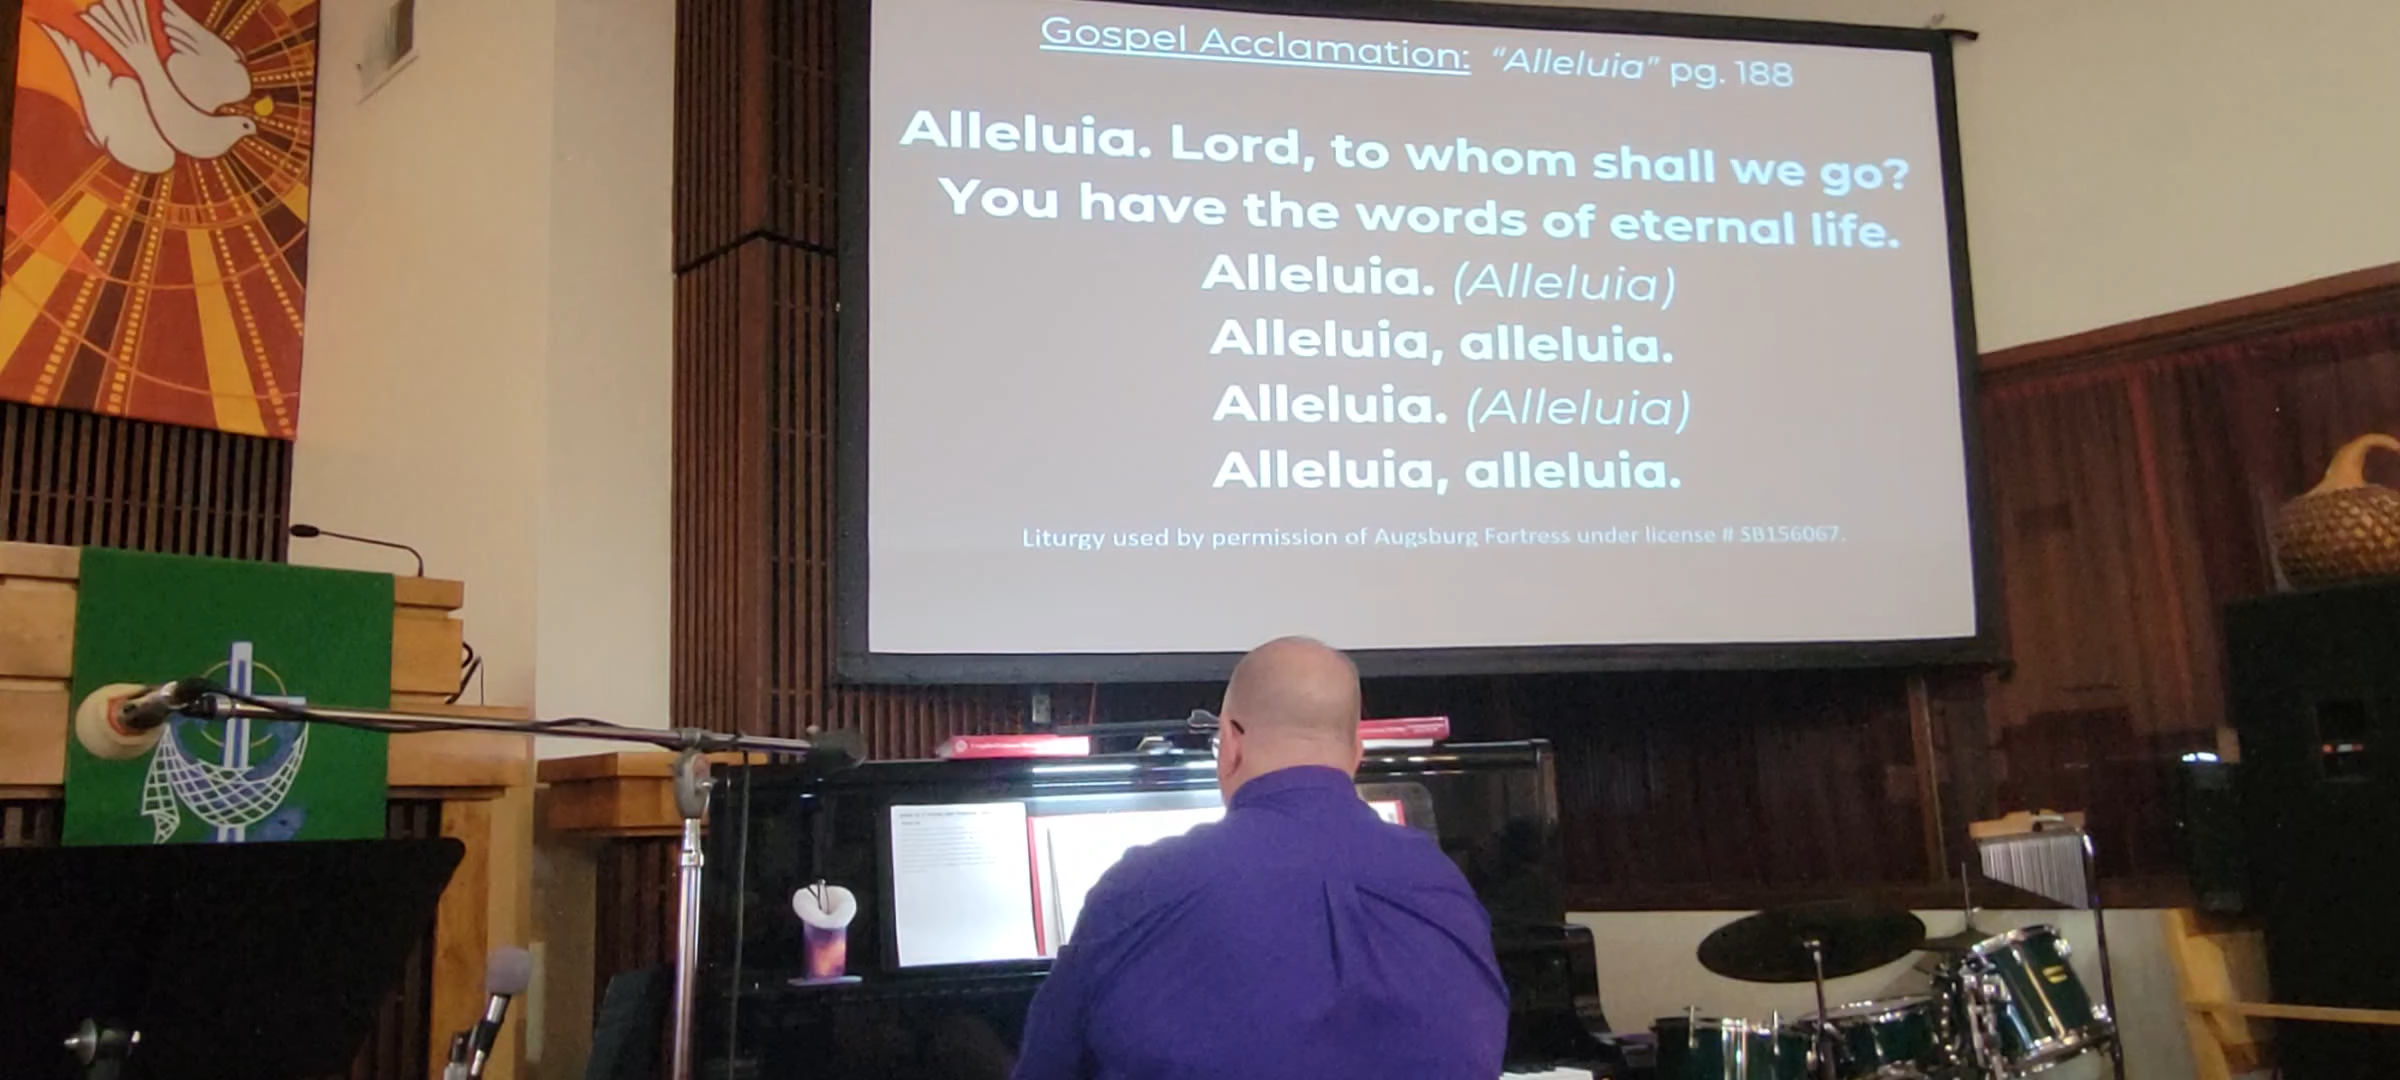 Gospel Acclamation: "Alleluia" pg. 188
Alleluia. Lord, to whom shall we go?
You have the words of eternal life.
Alleluia. (Alleluia)
Alleluia, alleluia.
Alleluia. (Alleluia)
Alleluia, alleluia.
Liturgy used by permission of Augsburg Fortress under license # SB156067.